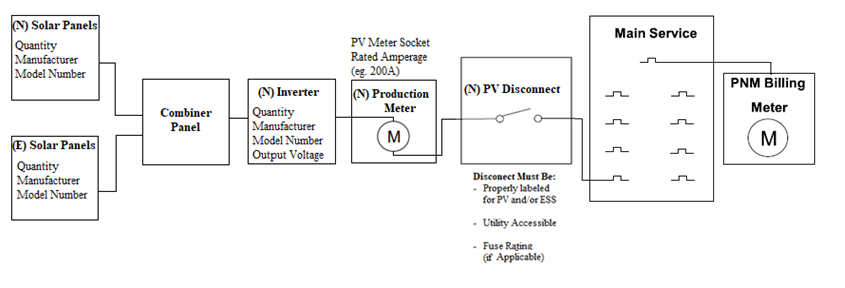 (N) Solar Panels
Quantity
Manufacturer
Model Number
(E) Solar Panels
Quantity
Manufacturer
Model Number
Combiner
Panel
(N) Inverter
Quantity
Manufacturer
Model Number
Output Voltage
PV Meter Socket
Rated Amperage
(eg. 200A)
(N) Production
Meter
M
(N) PV Disconnect
Disconect Must Be:
- Properly labeled
for PV and/or ESS
- Utility Accessible
- Fuse Rating
(if Applicable)
Main Service
PNM Billing
Meter
M